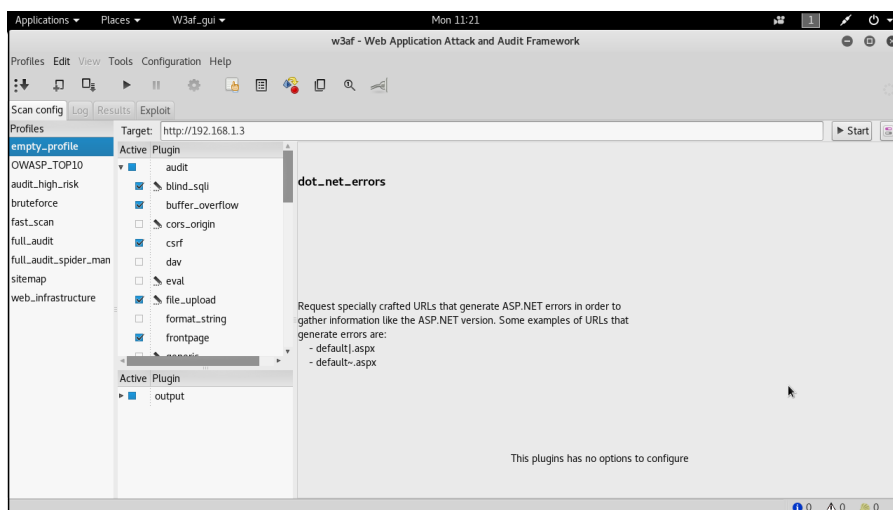 Applications Places W3af_gui Mon 11:21 1
w3af - Web Application Attack and Audit Framework
Profiles Edit View Tools Configuration Help
Scan config Log Results Exploit
Profiles
Target: http://192.168.1.3 Start
empty_profile
OWASP_TOP10
audit_high_risk
bruteforce
fast_scan
full_audit
full_audit_spider_man
sitemap
web_infrastructure
Active Plugin
audit
blind_sqli
buffer_overflow
cors_origin
csrf
dav
eval
file_upload
format_string
frontpage
generic
Active Plugin
output
dot_net_errors
Request specially crafted URLs that generate ASP.NET errors in order to
gather information like the ASP.NET version. Some examples of URLs that
generate errors are:
- default|.aspx
- default~.aspx
This plugins has no options to configure
0 0 0